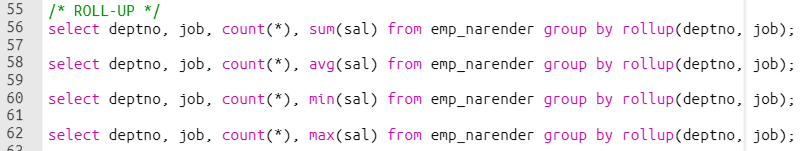 55 /* ROLL-UP */
56 select deptno, job, count(*), sum(sal) from emp_narender group by rollup(deptno, job);
57
58 select deptno, job, count(*), avg(sal) from emp_narender group by rollup(deptno, job);
59
60 select deptno, job, count(*), min(sal) from emp_narender group by rollup(deptno, job);
61
62 select deptno, job, count(*), max(sal) from emp_narender group by rollup(deptno, job);
63